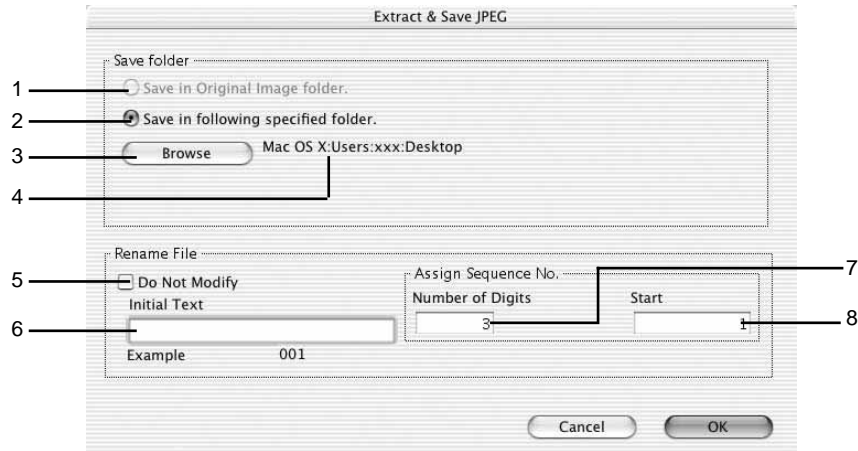 Extract & Save JPEG
Save folder
1
Save in Original Image folder.
2
Save in following specified folder.
3
Browse
Mac OS X:Users:xxx:Desktop
4
Rename File
5
Do Not Modify
Assign Sequence No.
7
Initial Text
Number of Digits
Start
6
3
1
8
Example
001
Cancel
OK